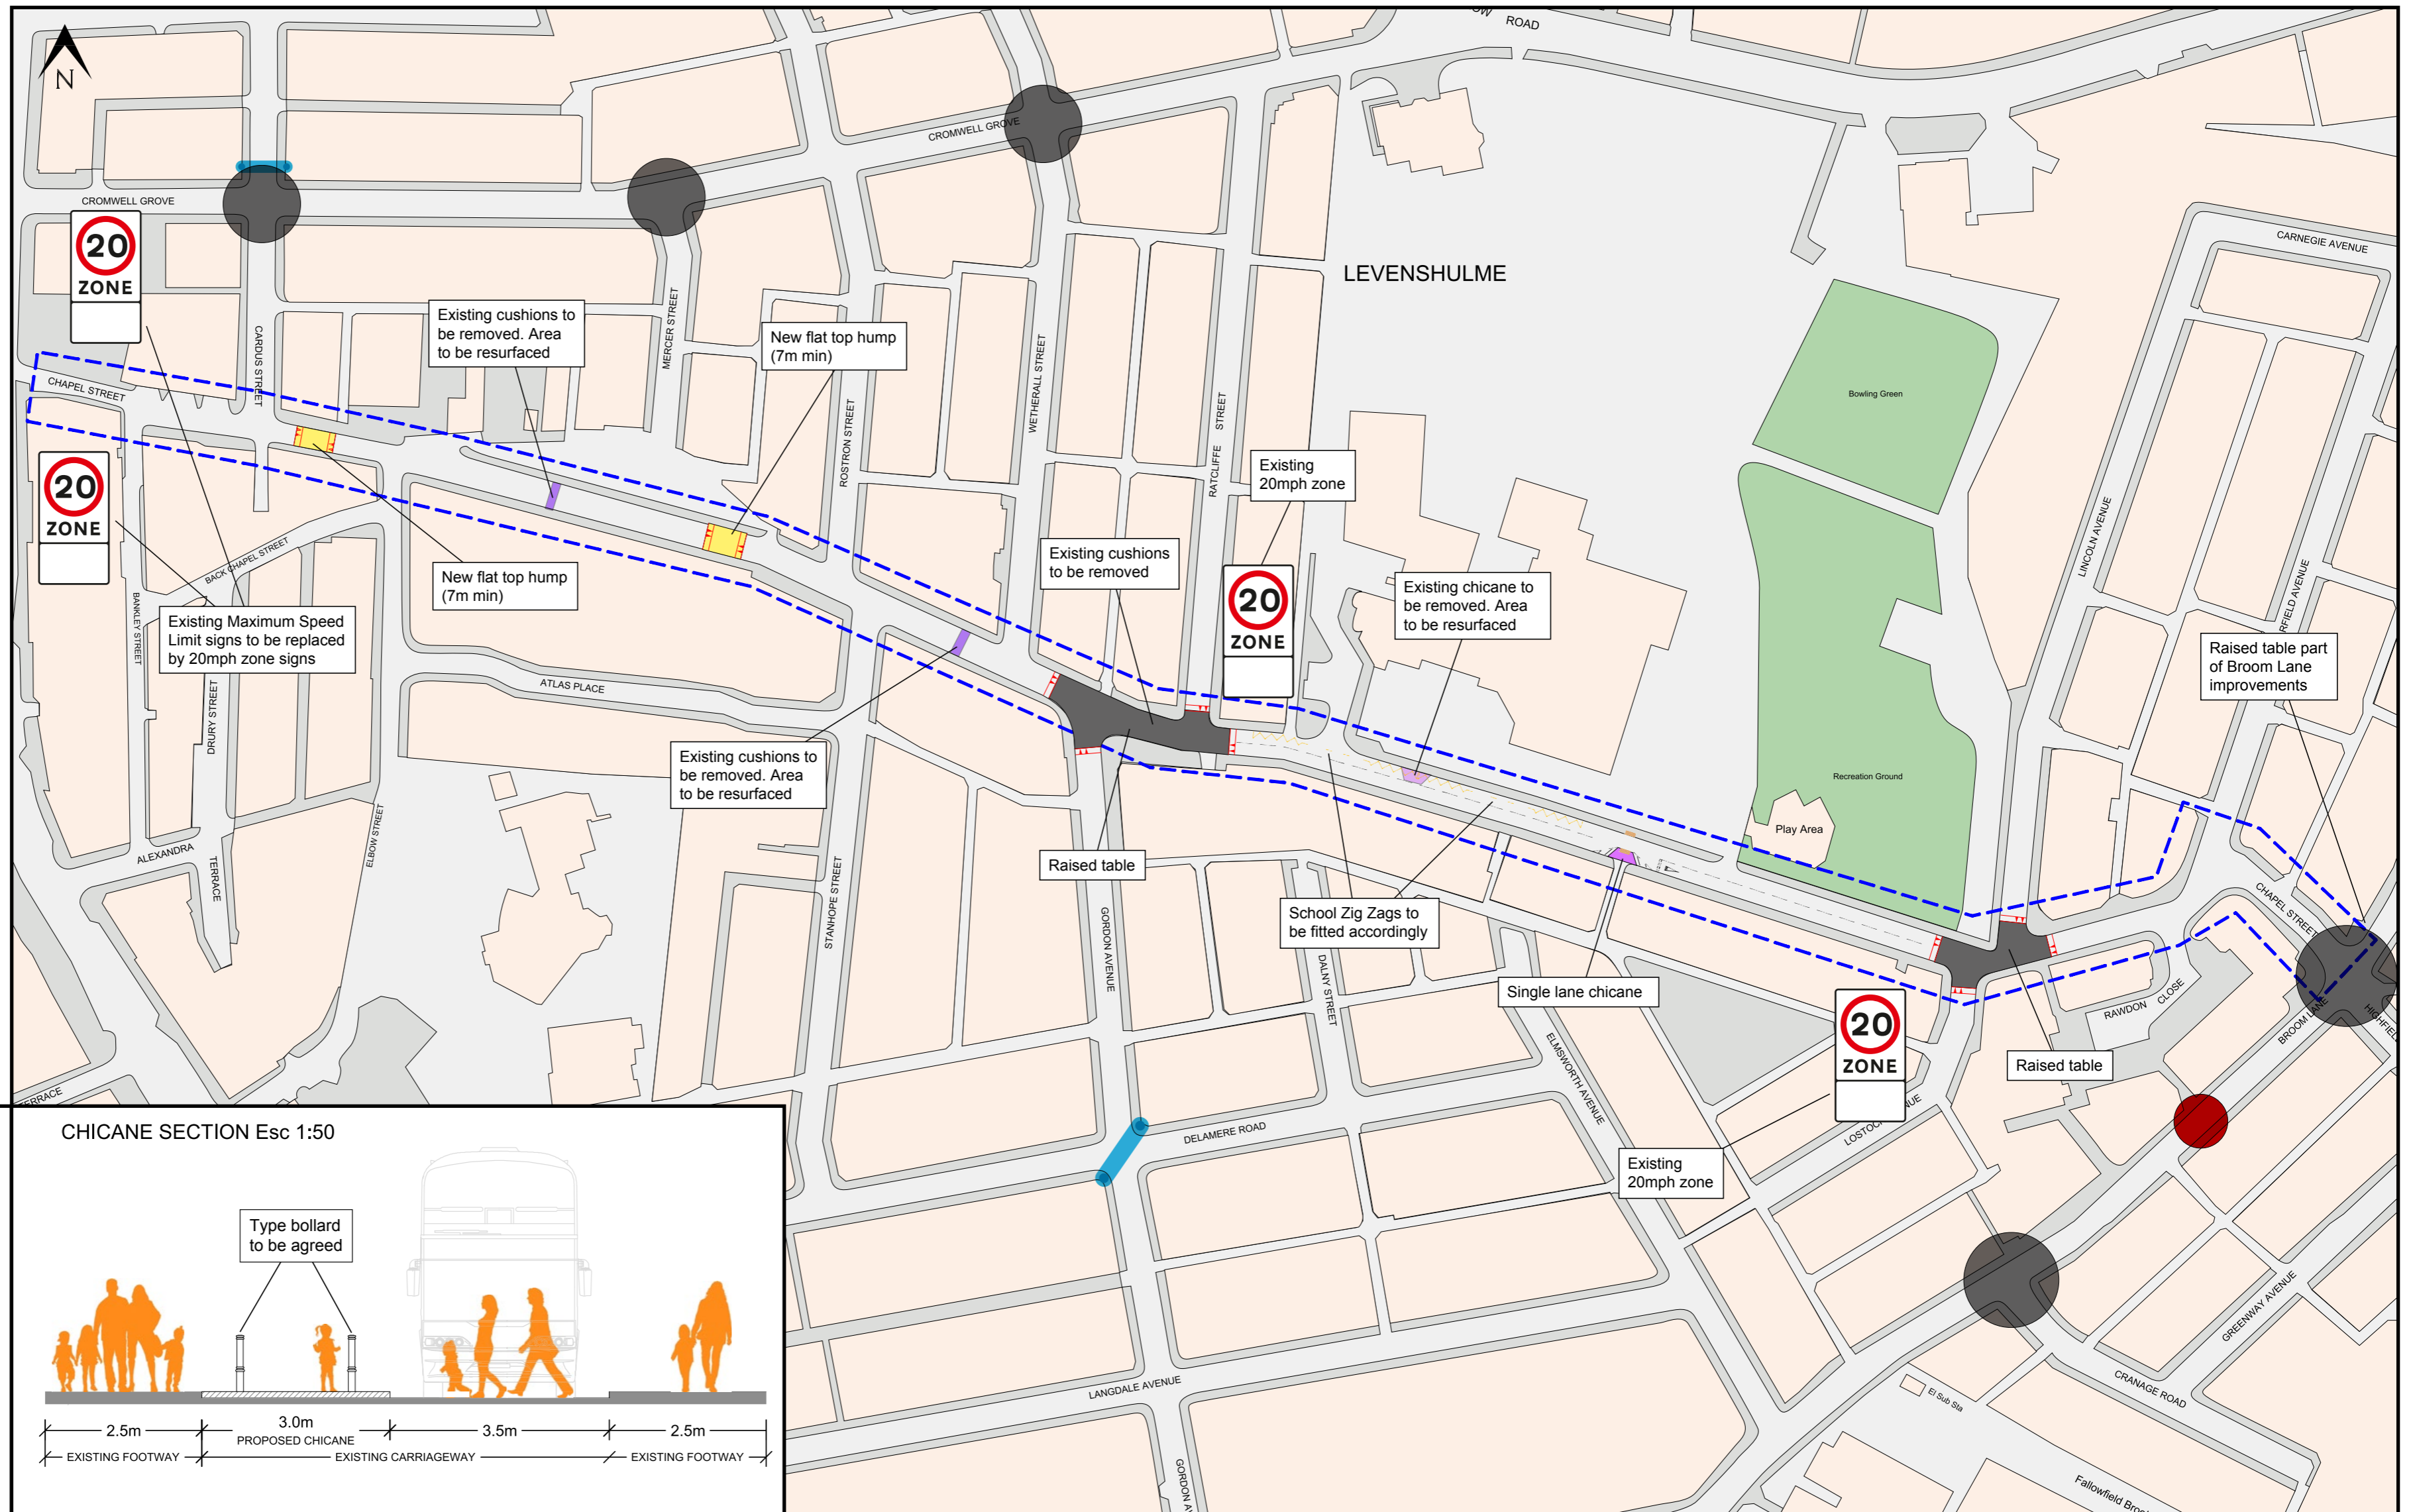 ROAD
N
CROMWELL GROVE
CROMWELL GROVE
20
ZONE
LEVENSHULME
CARNEGIE AVENUE
Existing cushions to
be removed. Area
to be resurfaced
New flat top hump
(7m min)
MERCER STREET
CARDUS STREET
WETHERALL STREET
RATCLIFFE STREET
ROSTRON STREET
CHAPEL STREET
Bowling Green
Existing
20mph zone
20
ZONE
LINCOLN AVENUE
BACK CHAPEL STREET
New flat top hump
(7m min)
Existing cushions
to be removed
Existing chicane to
be removed. Area
to be resurfaced
20
ZONE
Existing Maximum Speed
Limit signs to be replaced
by 20mph zone signs
BANKLEY STREET
DRURY STREET
ATLAS PLACE
Raised table part
of Broom Lane
improvements
Existing cushions to
be removed. Area
to be resurfaced
Recreation Ground
Play Area
ALEXANDRA
TERRACE
ELBOW STREET
STANHOPE STREET
Raised table
GORDON AVENUE
School Zig Zags to
be fitted accordingly
DALNY STREET
Single lane chicane
CHAPEL STREET
RAWDON CLOSE
BROOM LANE
20
ZONE
Raised table
ELMSWORTH AVENUE
DELAMERE ROAD
Existing
20mph zone
GREENWAY AVENUE
CRANAGE ROAD
LANGDALE AVENUE
El Sub Sta
Fallowfield
TERRACE
CHICANE SECTION Esc 1:50
Type bollard
to be agreed
2.5m
3.0m
3.5m
2.5m
PROPOSED CHICANE
EXISTING FOOTWAY
EXISTING CARRIAGEWAY
EXISTING FOOTWAY